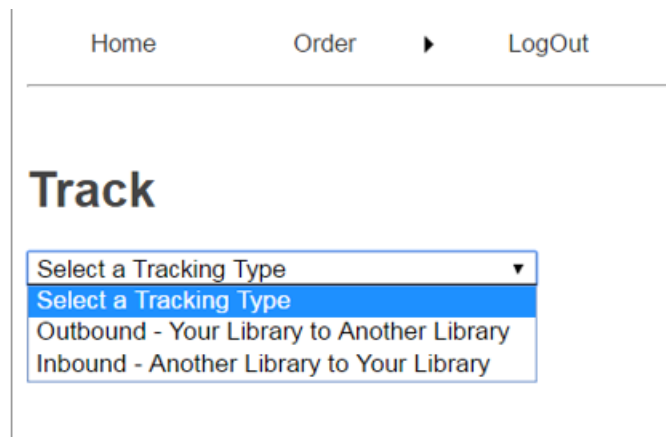 Home Order LogOut
Track
Select a Tracking Type
Select a Tracking Type
Outbound - Your Library to Another Library
Inbound - Another Library to Your Library